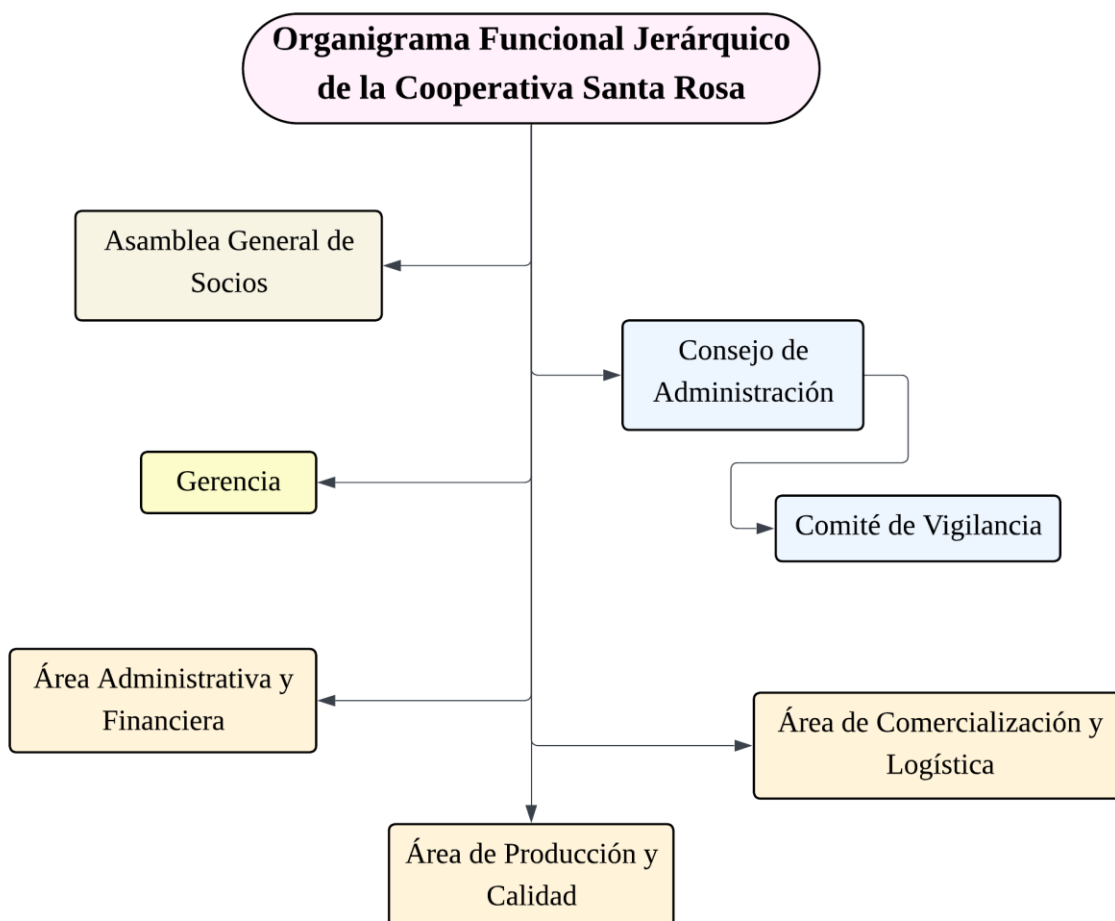 Organigrama Funcional Jerárquico
de la Cooperativa Santa Rosa
Asamblea General de
Socios
Consejo de
Administración
Gerencia
Comité de Vigilancia
Área Administrativa y
Financiera
Área de Comercialización y
Logística
Área de Producción y
Calidad